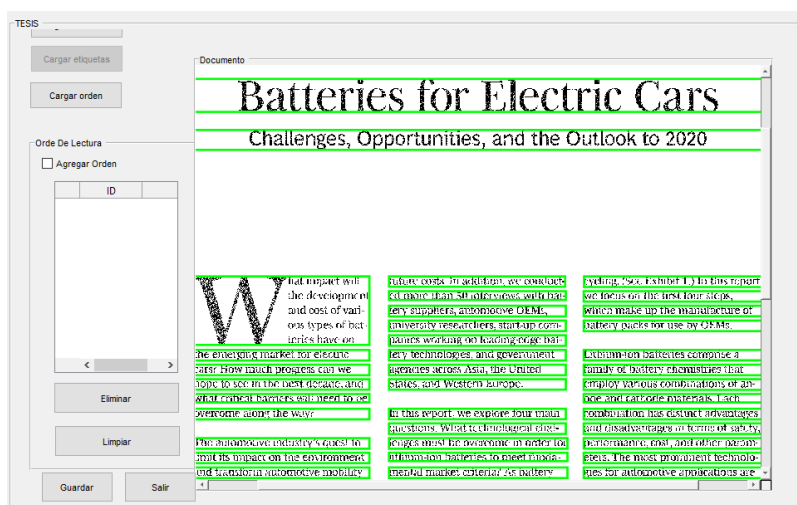 TESIS
Cargar etiquetas
Cargar orden
Orde De Lectura
Agregar Orden
ID
Eliminar
Limpiar
Guardar
Salir
Documento
Batteries for Electric Cars
Challenges, Opportunities, and the Outlook to 2020
What impact will
the development
and cost of vari-
ous types of bat-
teries have on
the emerging market for electric
cars? How much progress can we
hope to see in the next decade, and
what critical barriers will need to be
overcome along the way?
The automotive industry's quest to
limit its impact on the environment
and transform automotive mobility
future costs. In addition, we conduct-
ed more than 50 interviews with bat-
tery suppliers, automotive OEMs,
university researchers, start-up com-
panies working on leading-edge bat-
tery technologies, and government
agencies across Asia, the United
States, and Western Europe.
In this report, we explore four main
questions. What technological chal-
lenges must be overcome in order for
lithium-ion batteries to meet funda-
mental market criteria? As battery
cycling. (See Exhibit 1.) In this report
we focus on the first four steps,
which make up the manufacture of
battery packs for use by OEMs.
Lithium-ion batteries comprise a
family of battery chemistries that
employ various combinations of an-
ode and cathode materials. Each
combination has distinct advantages
and disadvantages in terms of safety,
performance, cost, and other param-
eters. The most prominent technolo-
gies for automotive applications are